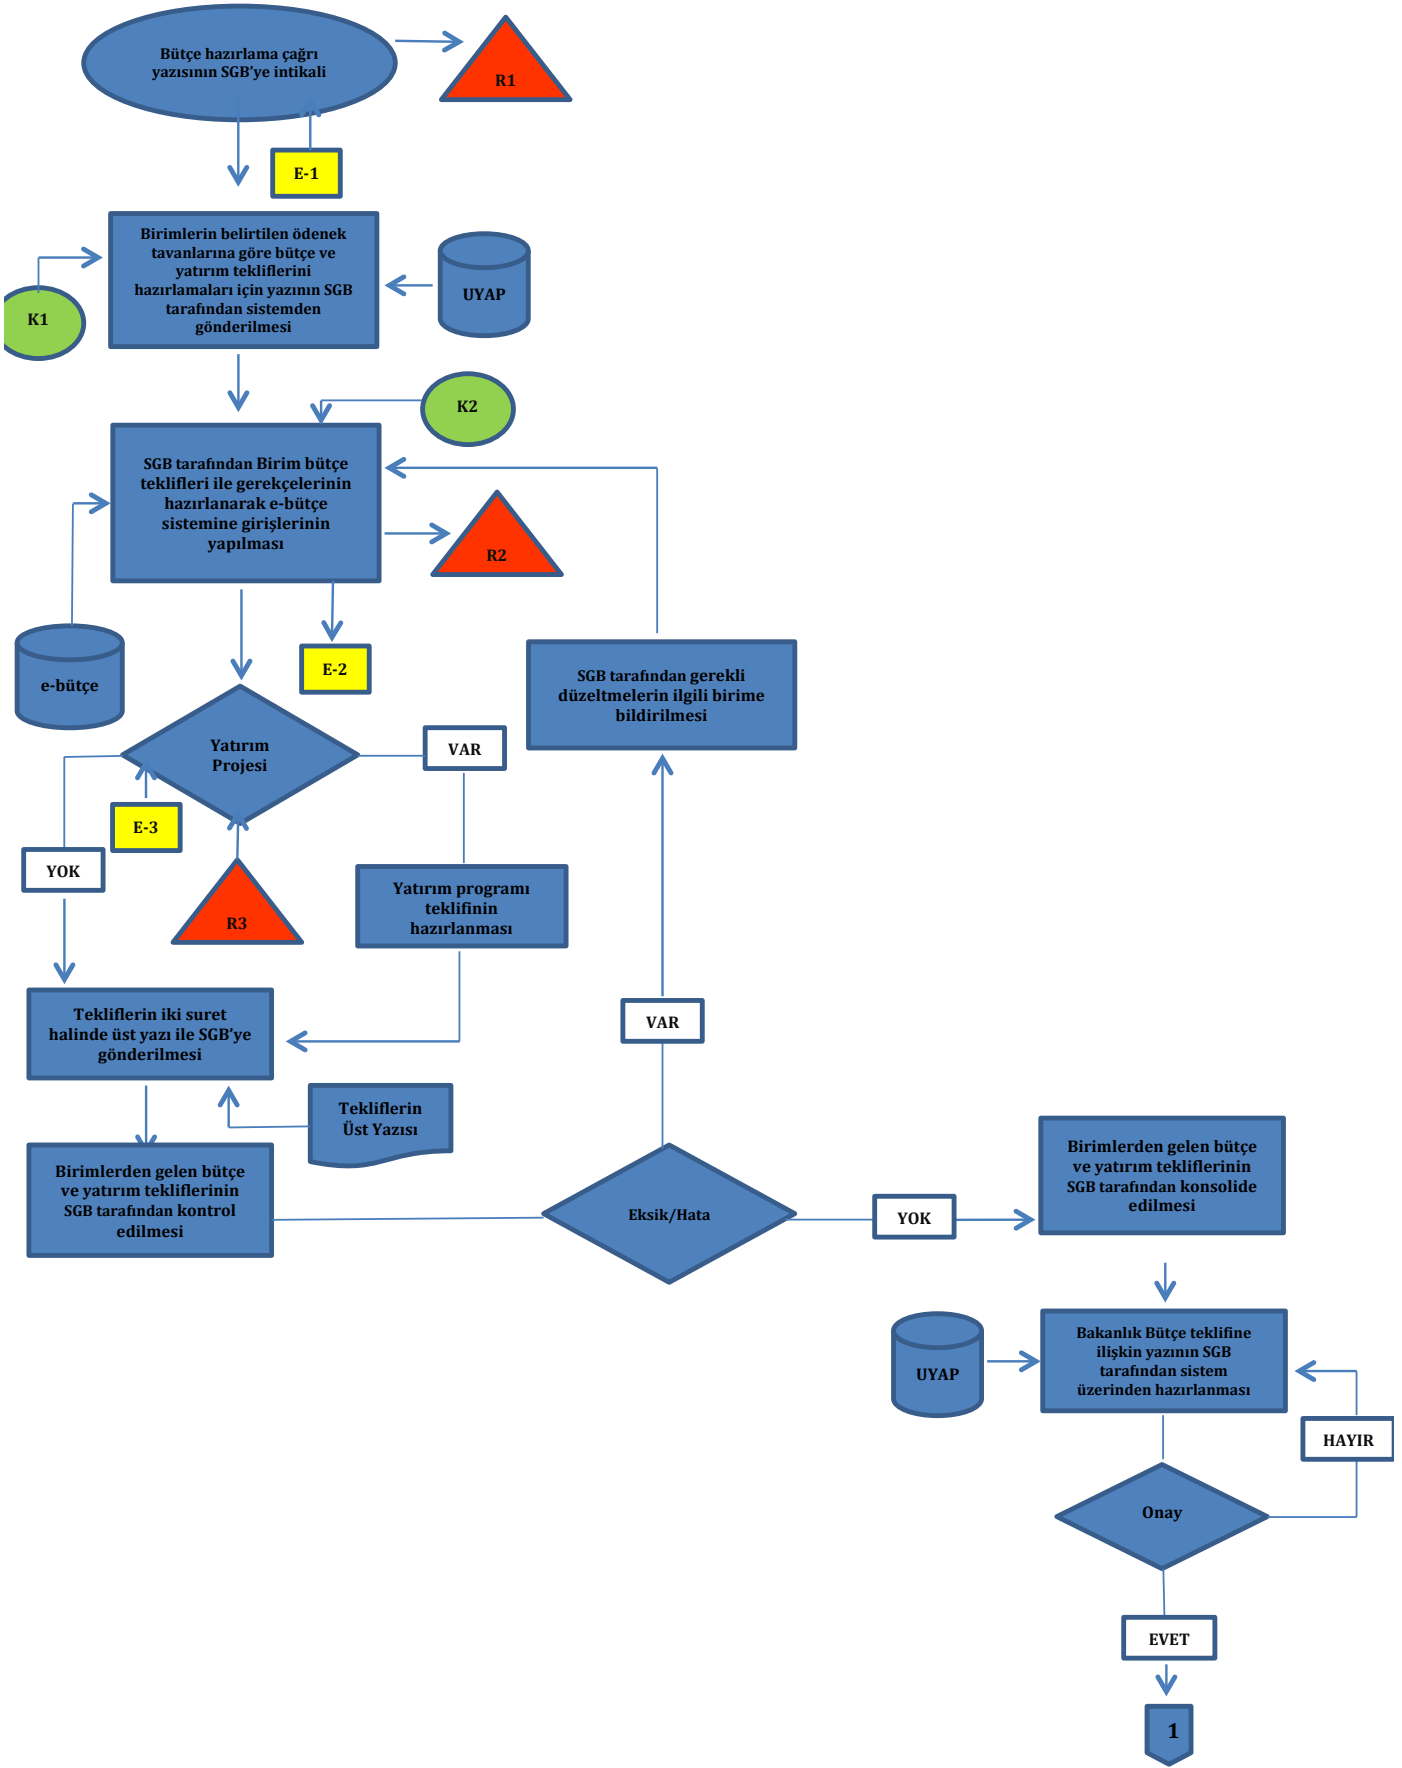 Bütçe hazırlama çağrı
yazısının SGB'ye intikali
R1
E-1
Birimlerin belirtilen ödenek
tavanlarına göre bütçe ve
yatırım tekliflerini
hazırlamaları için yazının SGB
tarafından sistemden
gönderilmesi
UYAP
K1
K2
SGB tarafından Birim bütçe
teklifleri ile gerekçelerinin
hazırlanarak e-bütçe
sistemine girişlerinin
yapılması
R2
E-2
e-bütçe
SGB tarafından gerekli
düzeltmelerin ilgili birime
bildirilmesi
Yatırım
Projesi
VAR
E-3
YOK
R3
Yatırım programı
teklifinin
hazırlanması
Tekliflerin iki suret
halinde üst yazı ile SGB'ye
gönderilmesi
VAR
Tekliflerin
Üst Yazısı
Birimlerden gelen bütçe
ve yatırım tekliflerinin
SGB tarafından kontrol
edilmesi
Eksik/Hata
YOK
Birimlerden gelen bütçe
ve yatırım tekliflerinin
SGB tarafından konsolide
edilmesi
UYAP
Bakanlık Bütçe teklifine
ilişkin yazının SGB
tarafından sistem
üzerinden hazırlanması
HAYIR
Onay
EVET
1